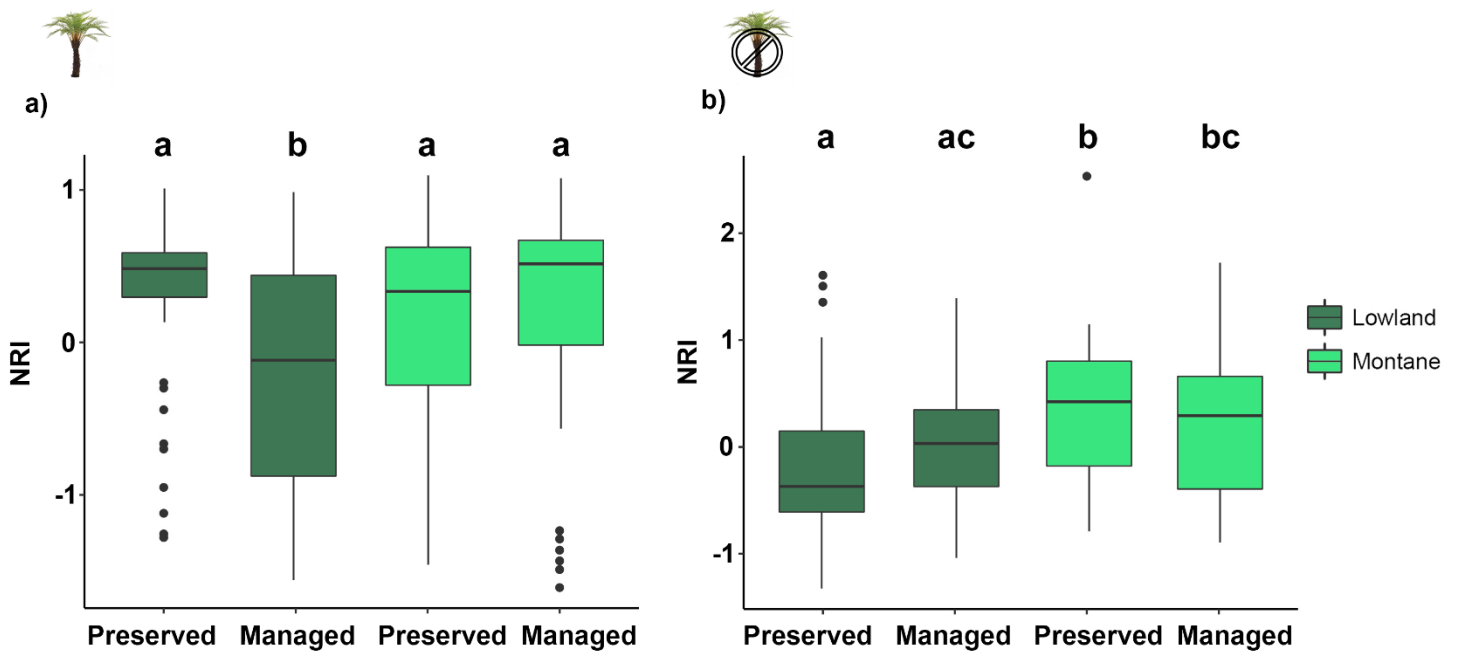 a)
a b a a
1
0
-1
NRI
Preserved Managed Preserved Managed
b)
a ac b bc
2
1
0
-1
NRI
Preserved Managed Preserved Managed
Lowland
Montane